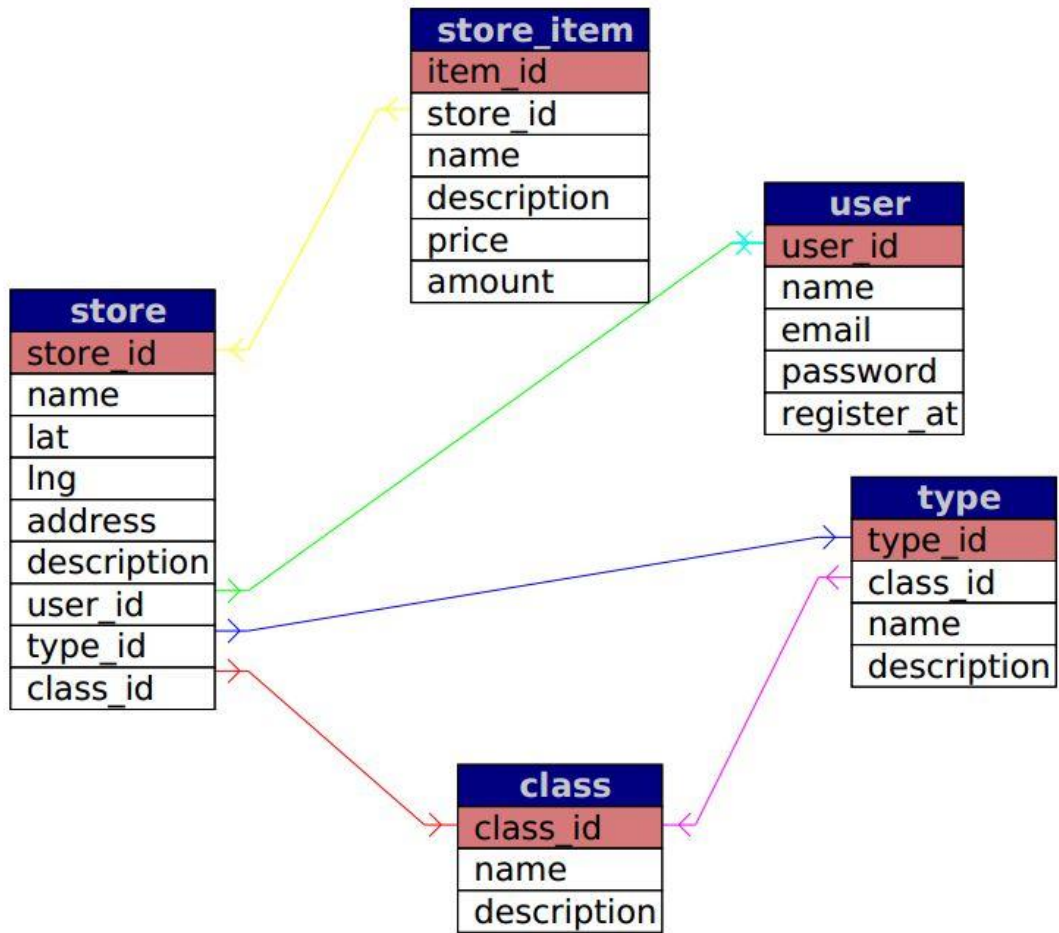 store_item
item_id
store_id
name
description
price
amount
user
user_id
name
email
password
register_at
store
store_id
name
lat
lng
address
description
user_id
type_id
class_id
type
type_id
class_id
name
description
class
class_id
name
description